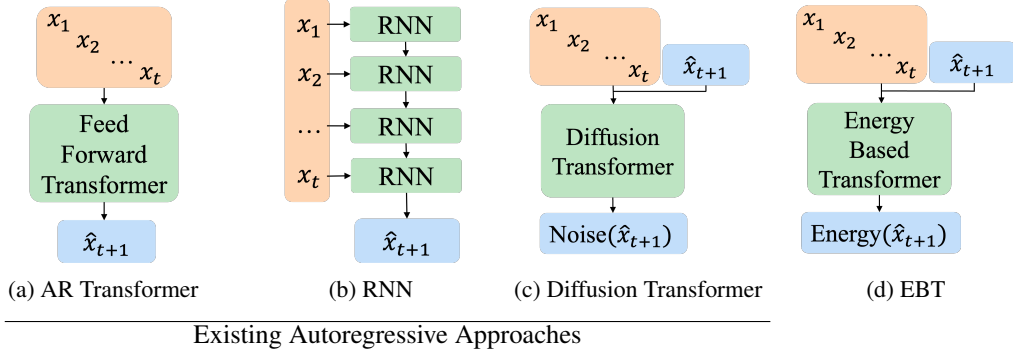 x₁
x₂
...
xₜ
Feed
Forward
Transformer
x̂ₜ₊₁
(a) AR Transformer
x₁
RNN
x₂
RNN
...
RNN
xₜ
RNN
x̂ₜ₊₁
(b) RNN
x₁
x₂
...
xₜ
x̂ₜ₊₁
Diffusion
Transformer
Noise(x̂ₜ₊₁)
(c) Diffusion Transformer
x₁
x₂
...
xₜ
x̂ₜ₊₁
Energy
Based
Transformer
Energy(x̂ₜ₊₁)
(d) EBT
Existing Autoregressive Approaches